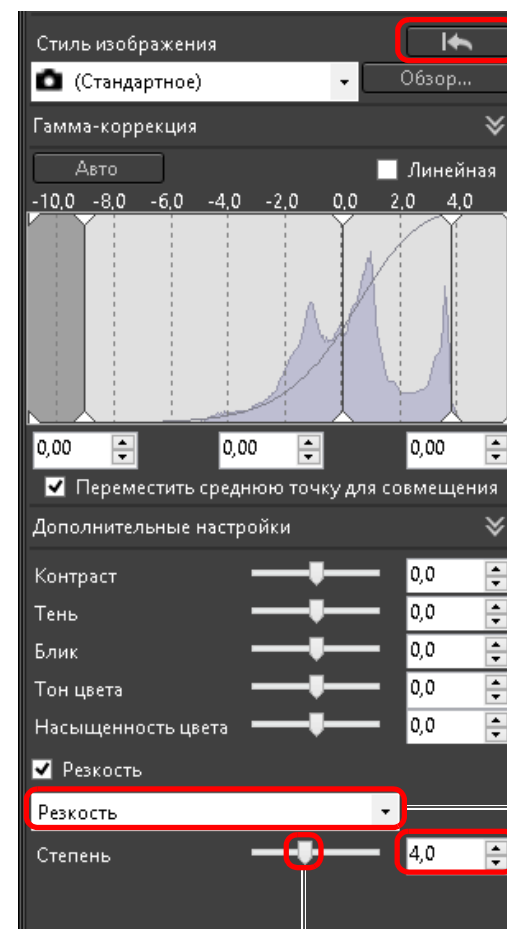 Стиль изображения
(Стандартное) Обзор...
Гамма-коррекция
Авто Линейная
-10,0 -8,0 -6,0 -4,0 -2,0 0,0 2,0 4,0
0,00 0,00 0,00
Переместить среднюю точку для совмещения
Дополнительные настройки
Контраст 0,0
Тень 0,0
Блик 0,0
Тон цвета 0,0
Насыщенность цвета 0,0
Резкость
Резкость
Степень 4,0